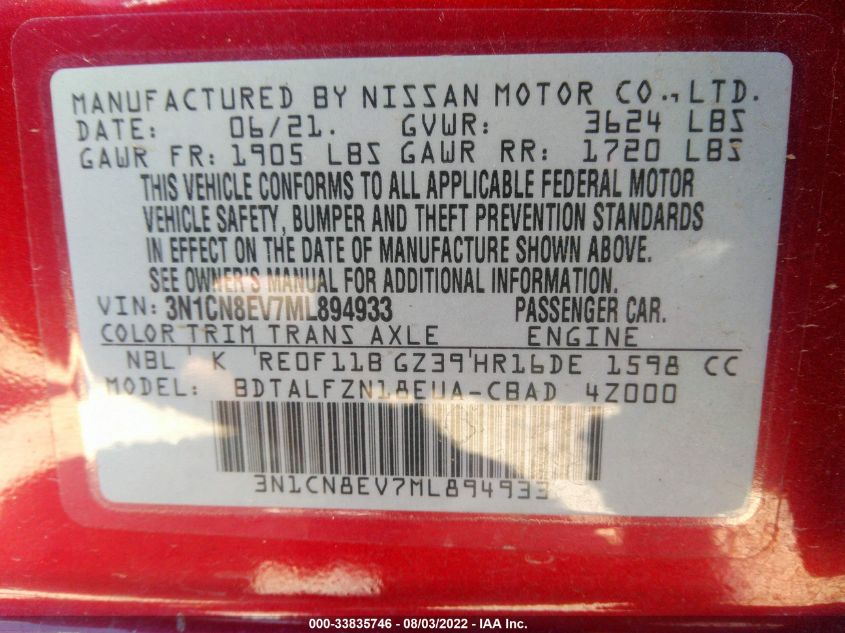 MANUFACTURED BY NISSAN MOTOR CO., LTD.
DATE: 06/21. GVWR: 3624 LBS
GAWR FR: 1905 LBS GAWR RR: 1720 LBS
THIS VEHICLE CONFORMS TO ALL APPLICABLE FEDERAL MOTOR
VEHICLE SAFETY, BUMPER AND THEFT PREVENTION STANDARDS
IN EFFECT ON THE DATE OF MANUFACTURE SHOWN ABOVE.
SEE OWNER'S MANUAL FOR ADDITIONAL INFORMATION.
VIN: 3N1CN8EV7ML894933 PASSENGER CAR.
COLOR TRIM TRANS AXLE ENGINE
NBL K RE0F11B GZ39 HR16DE 1598 CC
MODEL: BDTALFZN18EUA-CBAD 4Z000
3N1CN8EV7ML894933
000-33835746 - 08/03/2022 - IAA Inc.